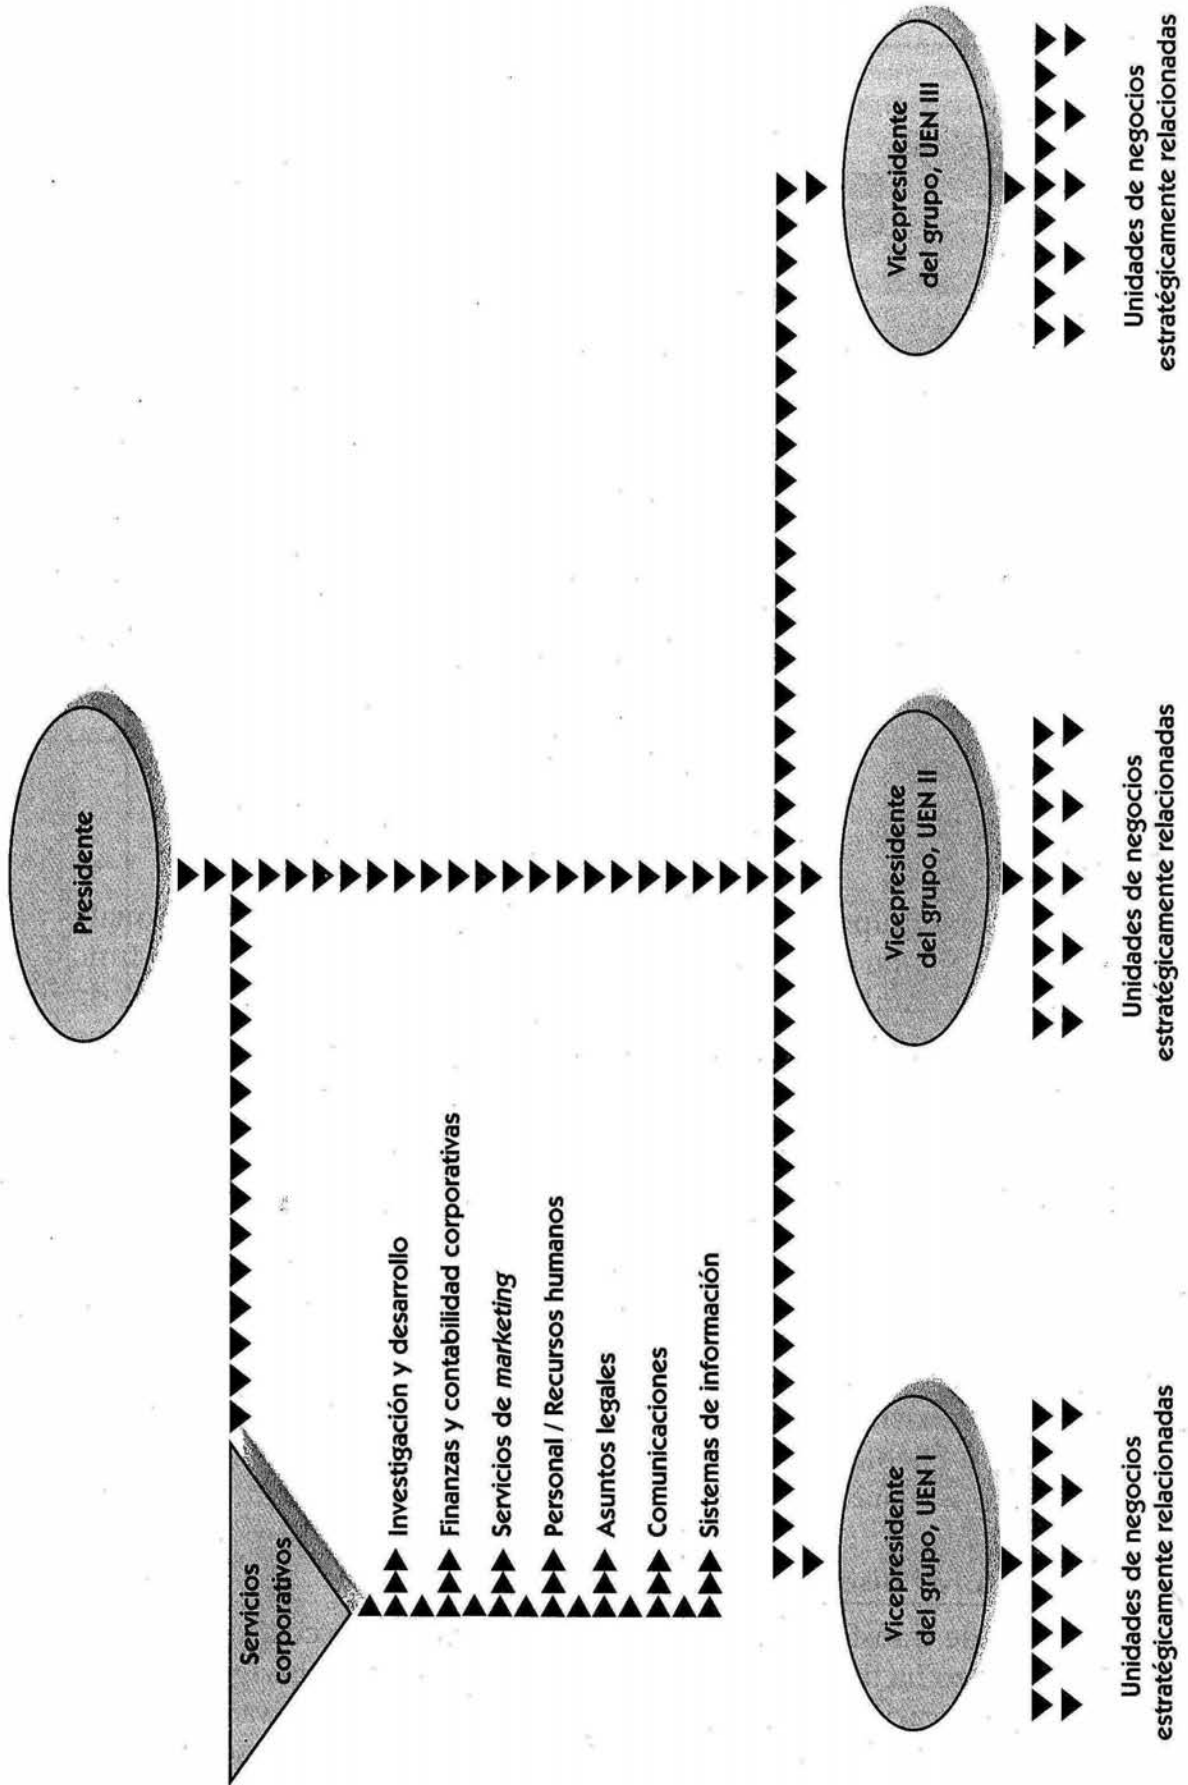 Presidente
Servicios
corporativos
Investigación y desarrollo
Finanzas y contabilidad corporativas
Servicios de marketing
Personal / Recursos humanos
Asuntos legales
Comunicaciones
Sistemas de información
Vicepresidente
del grupo, UEN I
Vicepresidente
del grupo, UEN II
Vicepresidente
del grupo, UEN III
Unidades de negocios
estratégicamente relacionadas
Unidades de negocios
estratégicamente relacionadas
Unidades de negocios
estratégicamente relacionadas